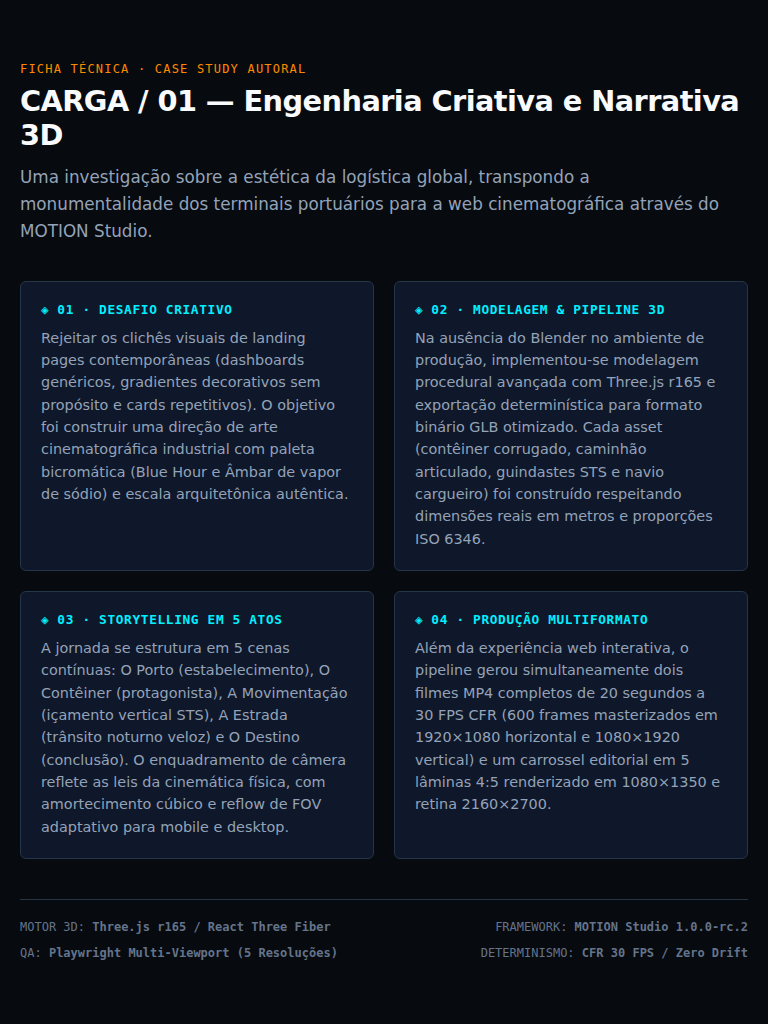 FICHA TÉCNICA · CASE STUDY AUTORAL
CARGA / 01 — Engenharia Criativa e Narrativa
3D
Uma investigação sobre a estética da logística global, transpondo a
monumentalidade dos terminais portuários para a web cinematográfica através do
MOTION Studio.
◈ 01 · DESAFIO CRIATIVO
Rejeitar os clichês visuais de landing
pages contemporâneas (dashboards
genéricos, gradientes decorativos sem
propósito e cards repetitivos). O objetivo
foi construir uma direção de arte
cinematográfica industrial com paleta
bicromática (Blue Hour e Âmbar de vapor
de sódio) e escala arquitetônica autêntica.
◈ 02 · MODELAGEM & PIPELINE 3D
Na ausência do Blender no ambiente de
produção, implementou-se modelagem
procedural avançada com Three.js r165 e
exportação determinística para formato
binário GLB otimizado. Cada asset
(contêiner corrugado, caminhão
articulado, guindastes STS e navio
cargueiro) foi construído respeitando
dimensões reais em metros e proporções
ISO 6346.
◈ 03 · STORYTELLING EM 5 ATOS
A jornada se estrutura em 5 cenas
contínuas: O Porto (estabelecimento), O
Contêiner (protagonista), A Movimentação
(içamento vertical STS), A Estrada
(trânsito noturno veloz) e O Destino
(conclusão). O enquadramento de câmera
reflete as leis da cinemática física, com
amortecimento cúbico e reflow de FOV
adaptativo para mobile e desktop.
◈ 04 · PRODUÇÃO MULTIFORMATO
Além da experiência web interativa, o
pipeline gerou simultaneamente dois
filmes MP4 completos de 20 segundos a
30 FPS CFR (600 frames masterizados em
1920×1080 horizontal e 1080×1920
vertical) e um carrossel editorial em 5
lâminas 4:5 renderizado em 1080×1350 e
retina 2160×2700.
MOTOR 3D: Three.js r165 / React Three Fiber
FRAMEWORK: MOTION Studio 1.0.0-rc.2
QA: Playwright Multi-Viewport (5 Resoluções)
DETERMINISMO: CFR 30 FPS / Zero Drift